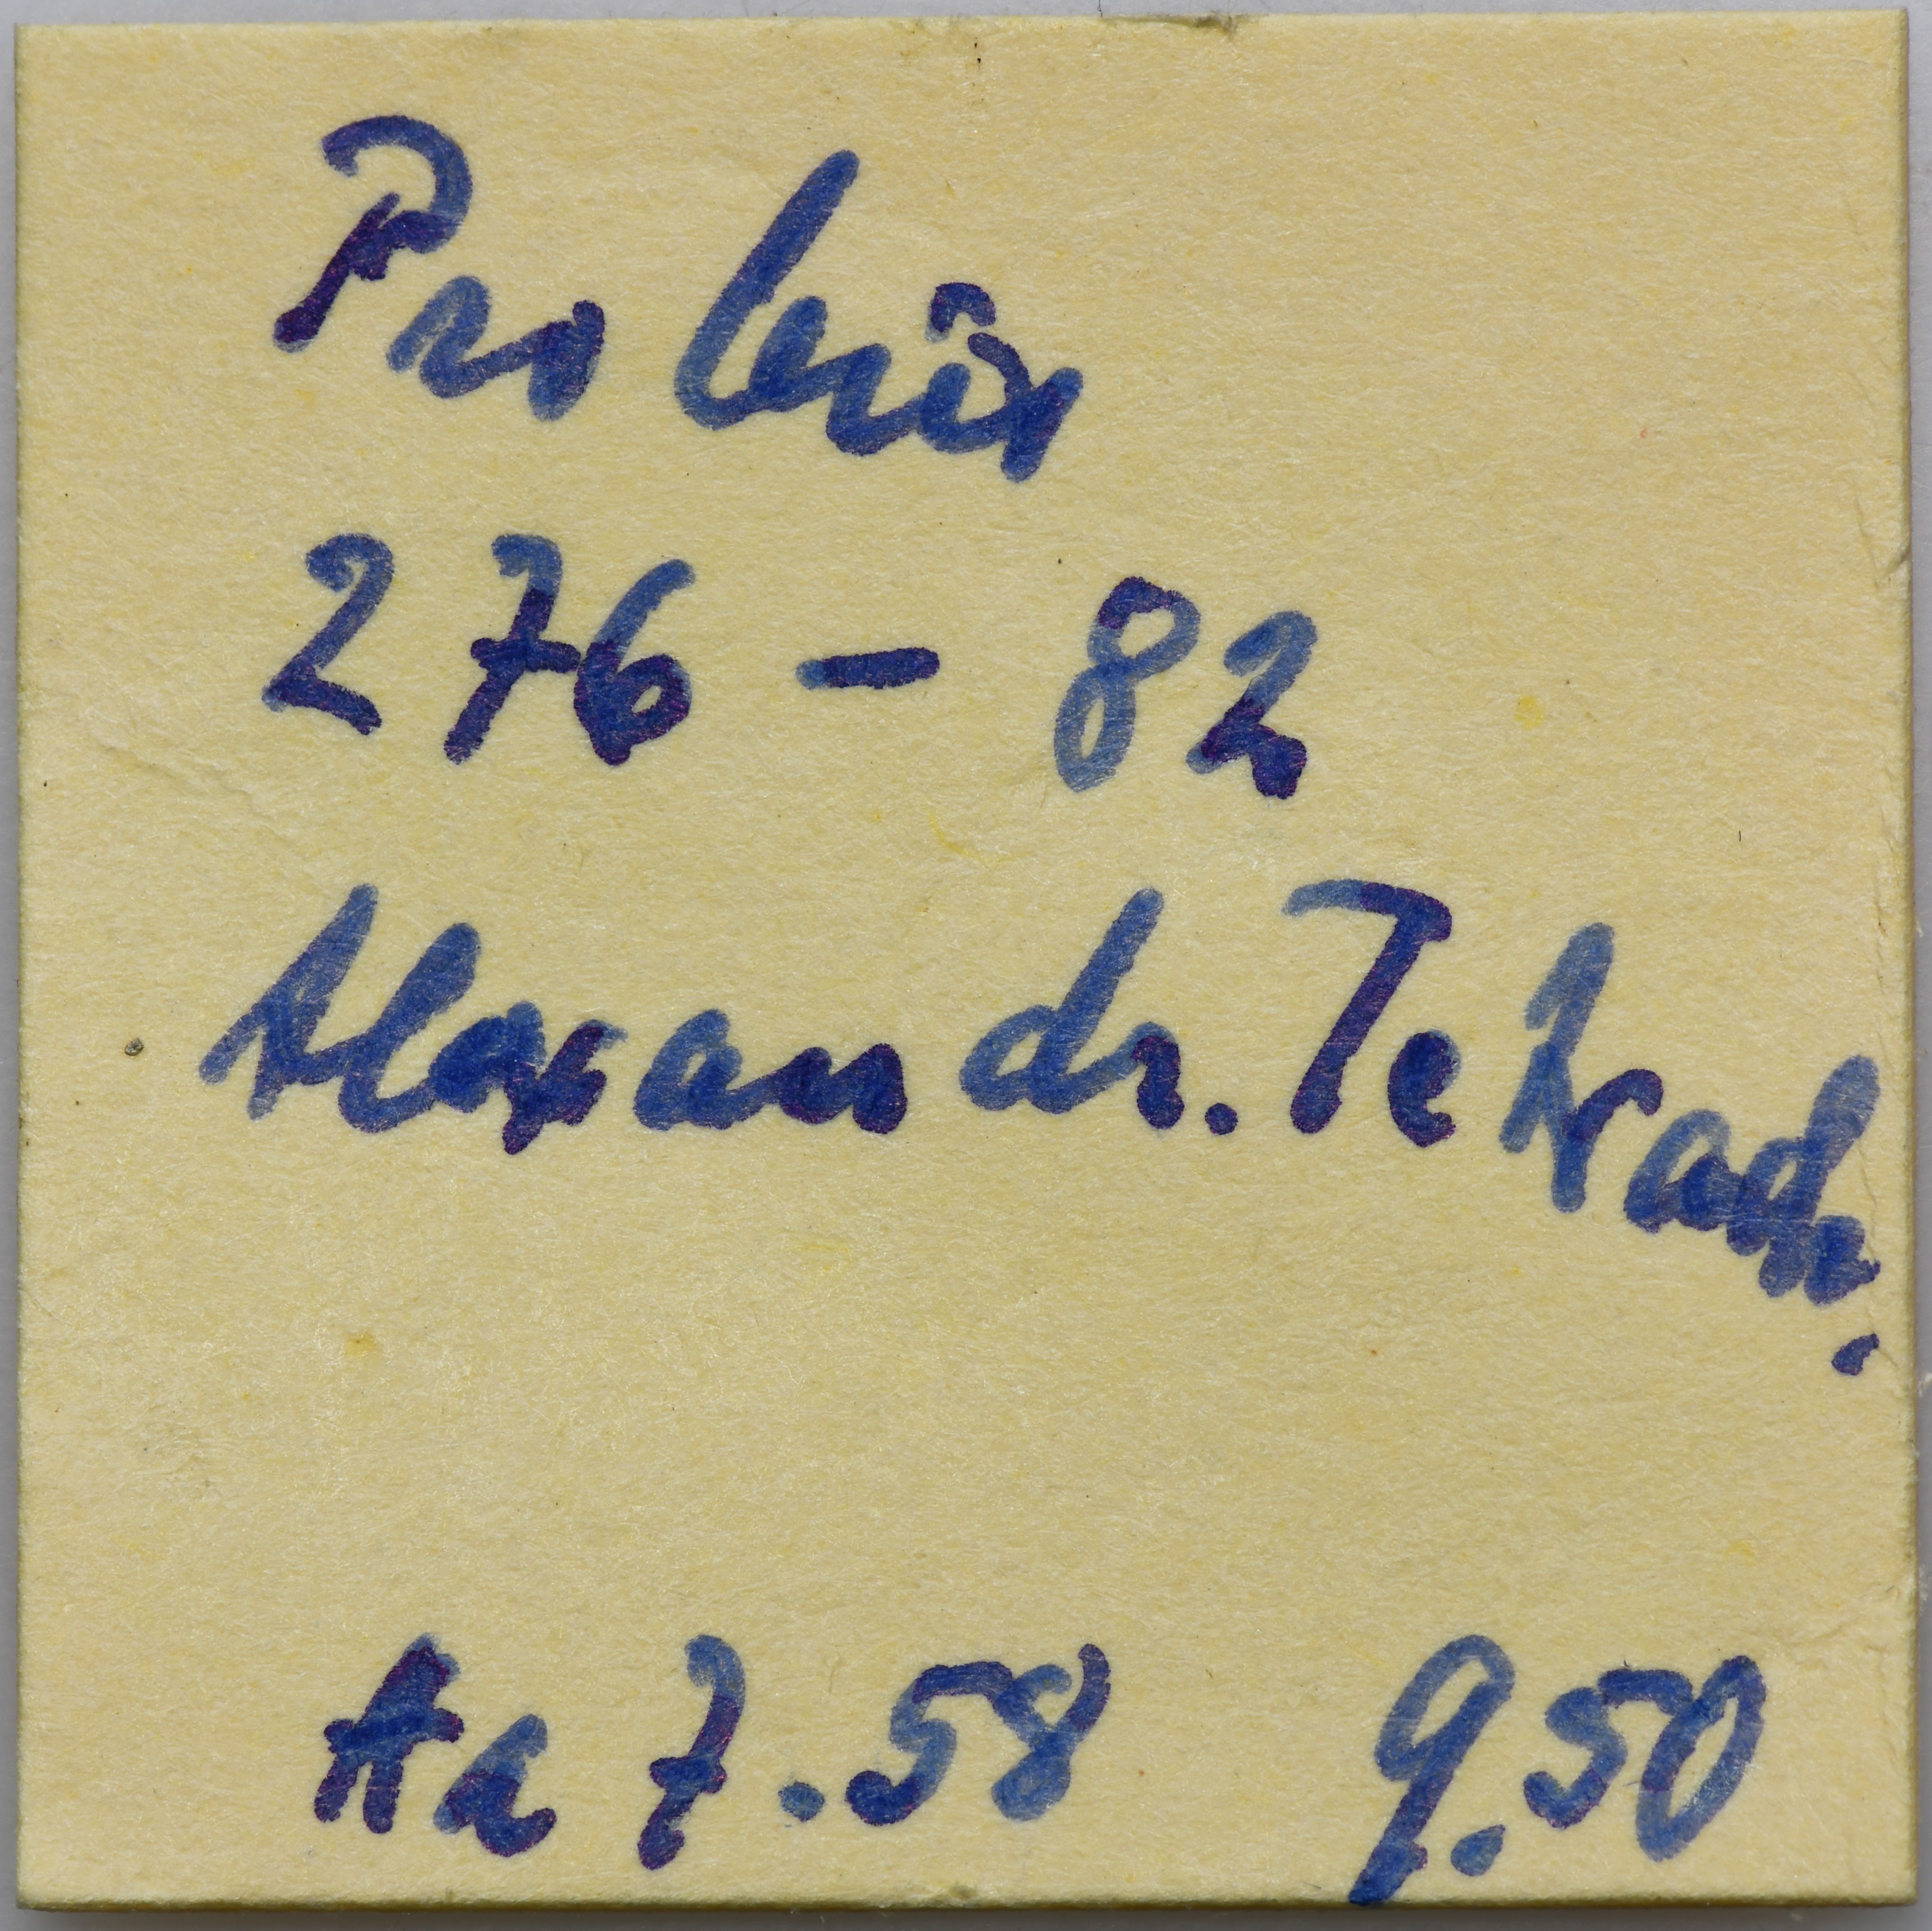 Probus
276 - 82
Alexandr. Tetradr.
7.58 9.50